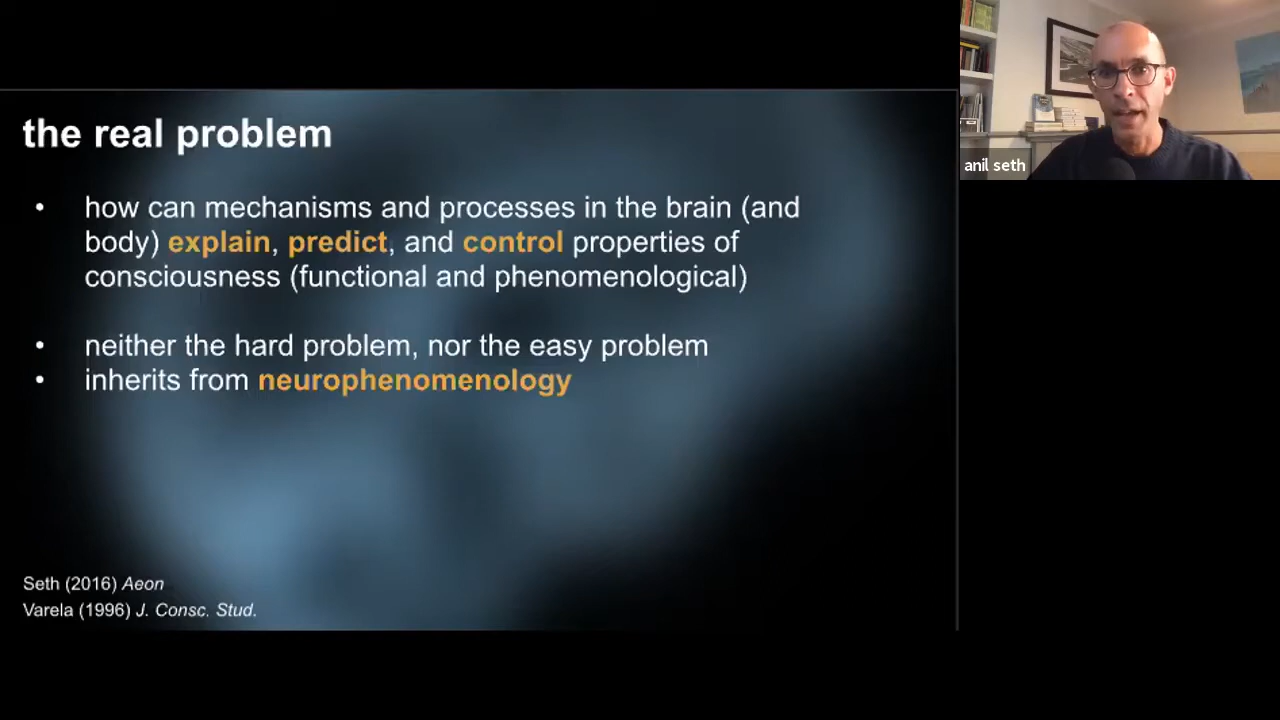 the real problem
• how can mechanisms and processes in the brain (and
body) explain, predict, and control properties of
consciousness (functional and phenomenological)
• neither the hard problem, nor the easy problem
• inherits from neurophenomenology
Seth (2016) Aeon
Varela (1996) J. Consc. Stud.
anil seth